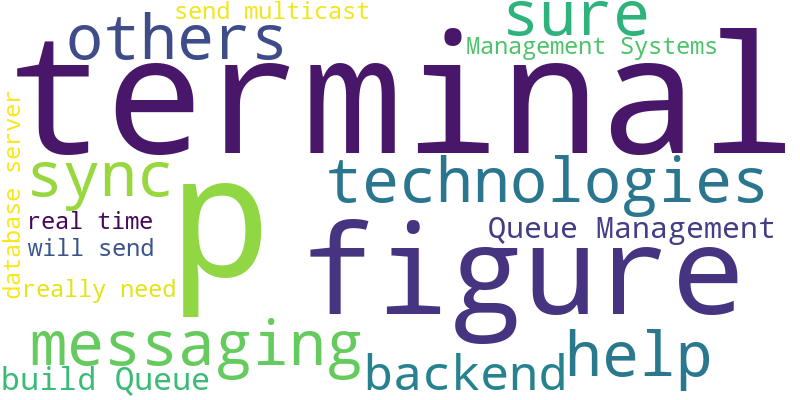 send multicast
others
sure
Management Systems
terminal
database server
sync
p
technologies
real time
will send
Queue Management
figure
really need
messaging
help
backend
build Queue